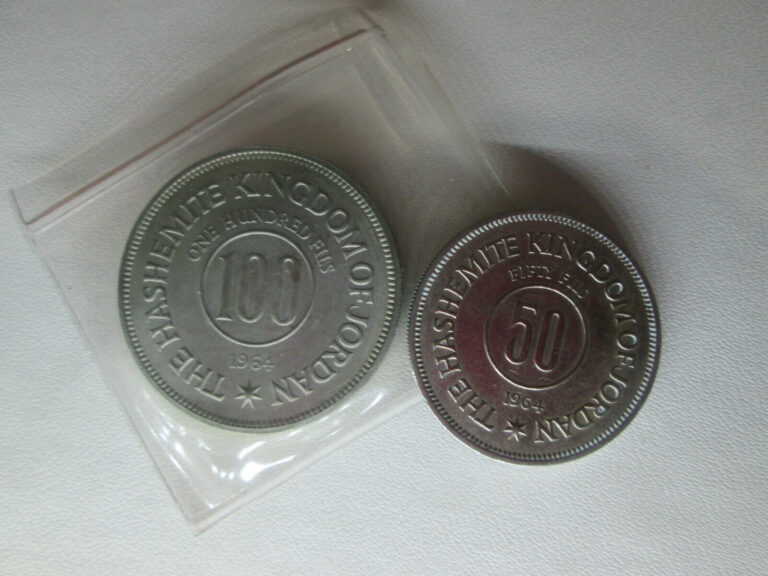 THE HASHEMITE KINGDOM OF JORDAN
ONE HUNDRED FILS
100
1964
THE HASHEMITE KINGDOM OF JORDAN
FIFTY FILS
50
1964